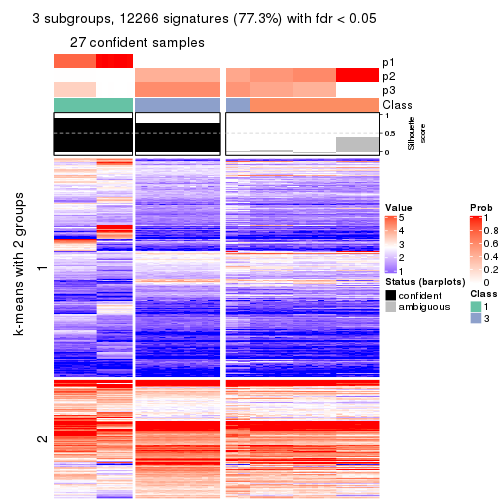 3 subgroups, 12266 signatures (77.3%) with fdr < 0.05
27 confident samples
p1
p2
p3
Class
1
0.5
0
Silhouette
score
k-means with 2 groups
1
2
Value
5
4
3
2
1
Prob
1
0.8
0.6
0.4
0.2
0
Status (barplots)
confident
ambiguous
Class
1
3